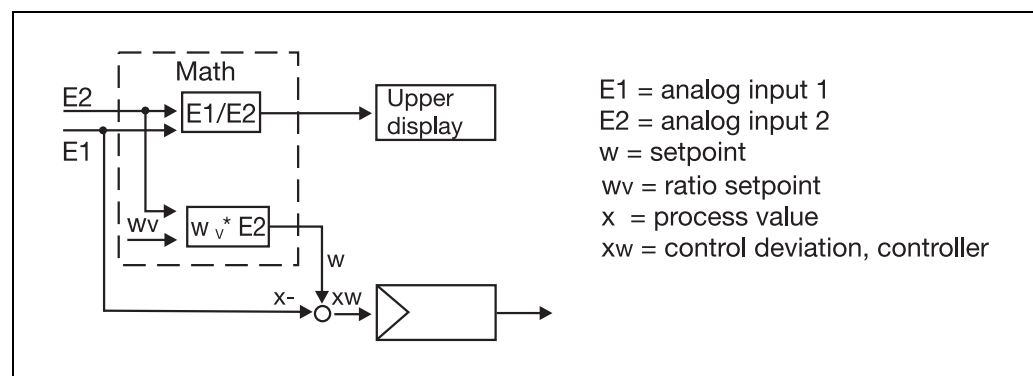 Math
E2
E1
E1/E2
Upper
display
wv
w v* E2
w
x-
xw
E1 = analog input 1
E2 = analog input 2
w = setpoint
wv = ratio setpoint
x = process value
xw = control deviation, controller